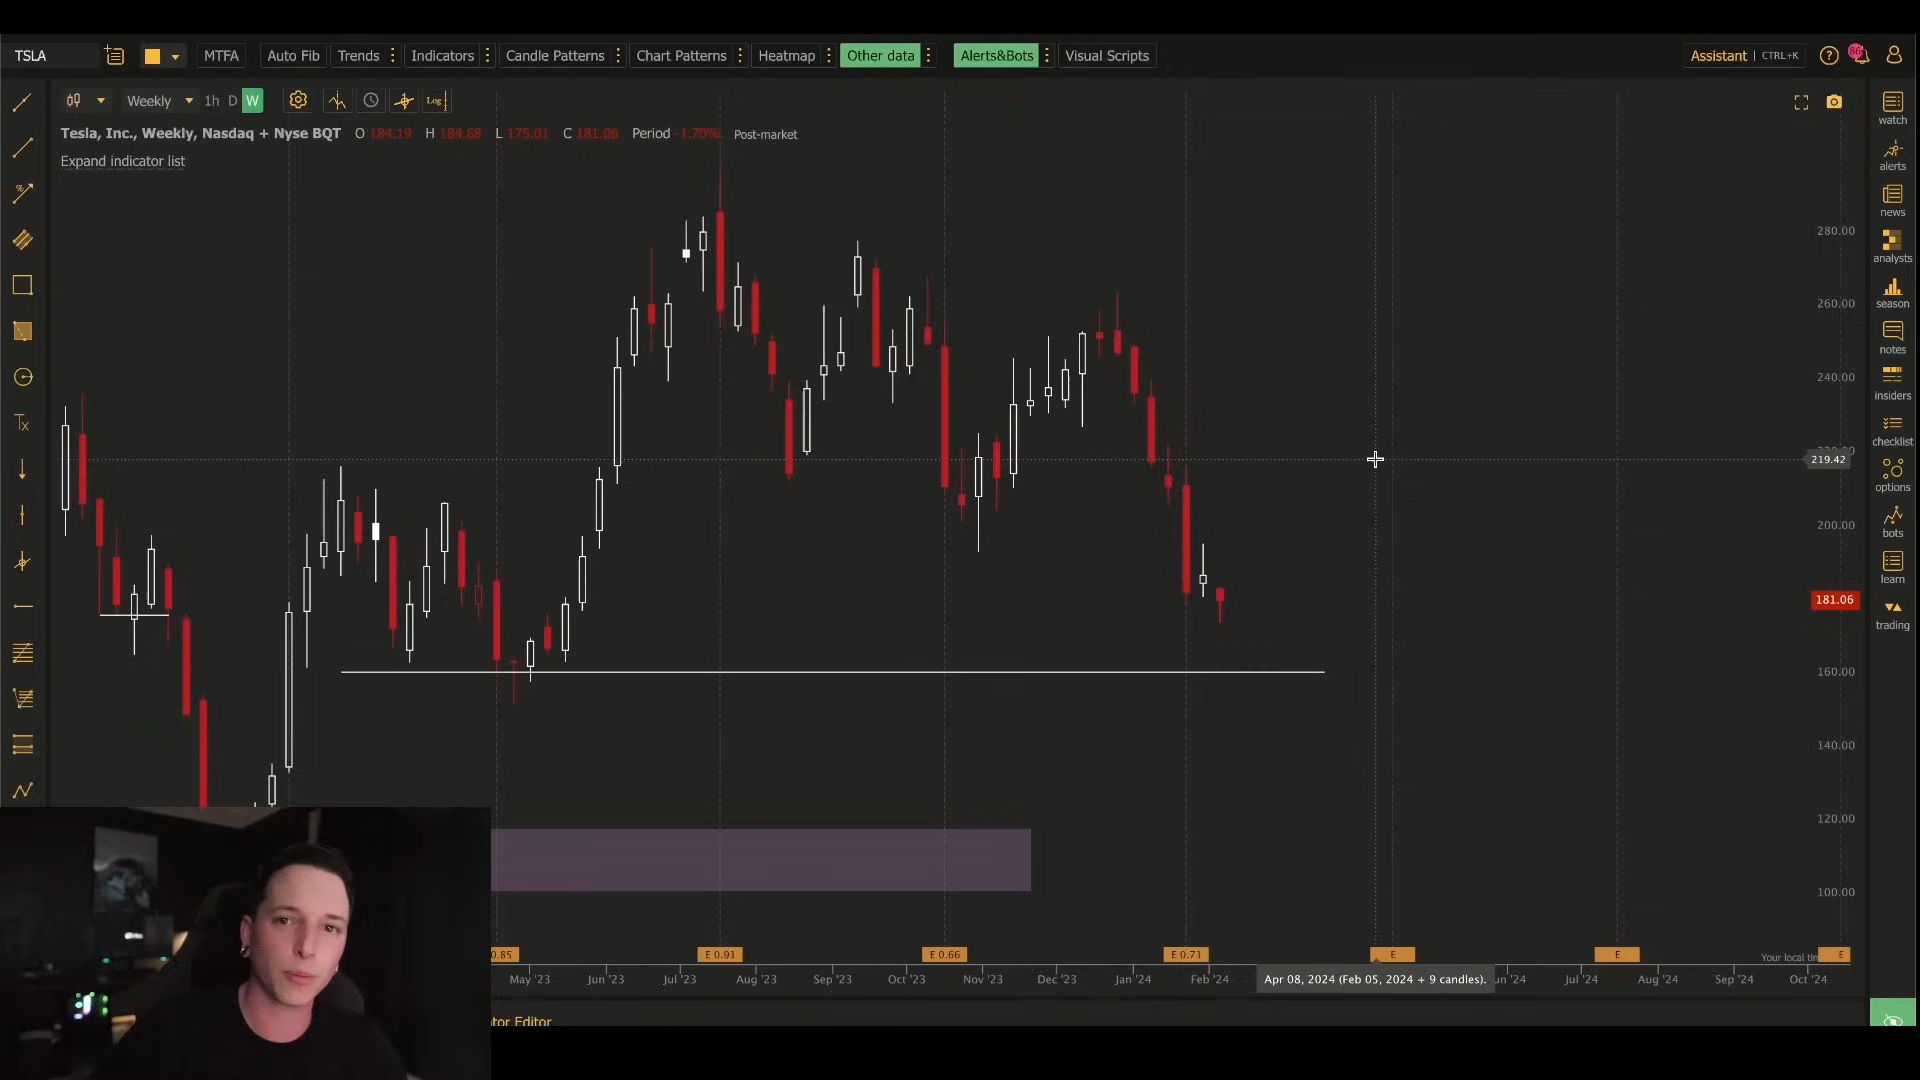 TSLA
MTFA
Auto Fib
Trends
Indicators
Candle Patterns
Chart Patterns
Heatmap
Other data
Alerts&Bots
Visual Scripts
Assistant | CTRL+K
86
Weekly 1h D W
Log
Tesla, Inc., Weekly, Nasdaq + Nyse BQT O 184.19 H 184.68 L 175.01 C 181.06 Period -1.70% Post-market
Expand indicator list
watch
alerts
news
analysts
season
notes
insiders
checklist
options
bots
learn
trading
280.00
260.00
240.00
219.42
200.00
181.06
160.00
140.00
120.00
100.00
0.85
E 0.91
E 0.66
E 0.71
E
E
E
Your local tim
May '23
Jun '23
Jul '23
Aug '23
Sep '23
Oct '23
Nov '23
Dec '23
Jan '24
Feb '24
Apr 08, 2024 (Feb 05, 2024 + 9 candles).
un '24
Jul '24
Aug '24
Sep '24
Oct '24
tor Editor